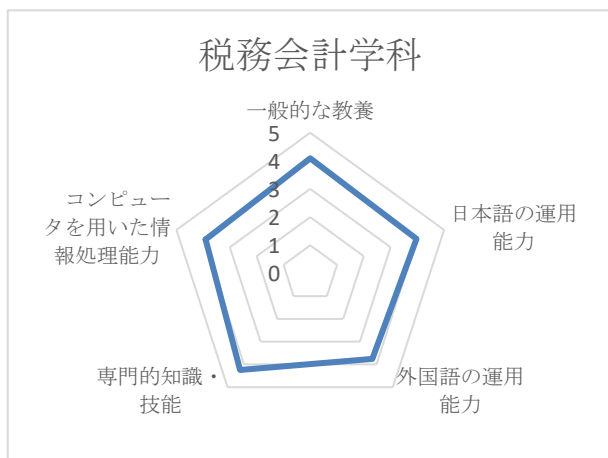 税務会計学科
一般的な教養
5
4
3
2
1
0
日本語の運用
能力
外国語の運用
能力
専門的知識・
技能
コンピュー
タを用いた情
報処理能力